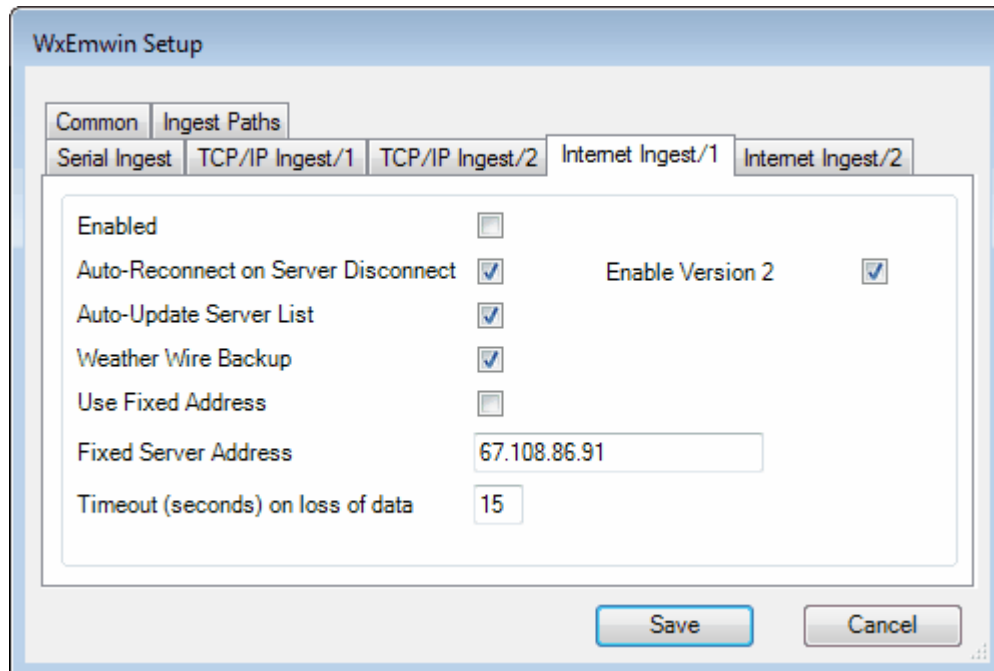 WxEmwin Setup
Common Ingest Paths
Serial Ingest TCP/IP Ingest/1 TCP/IP Ingest/2 Internet Ingest/1 Internet Ingest/2
Enabled
Auto-Reconnect on Server Disconnect Enable Version 2
Auto-Update Server List
Weather Wire Backup
Use Fixed Address
Fixed Server Address 67.108.86.91
Timeout (seconds) on loss of data 15
Save Cancel